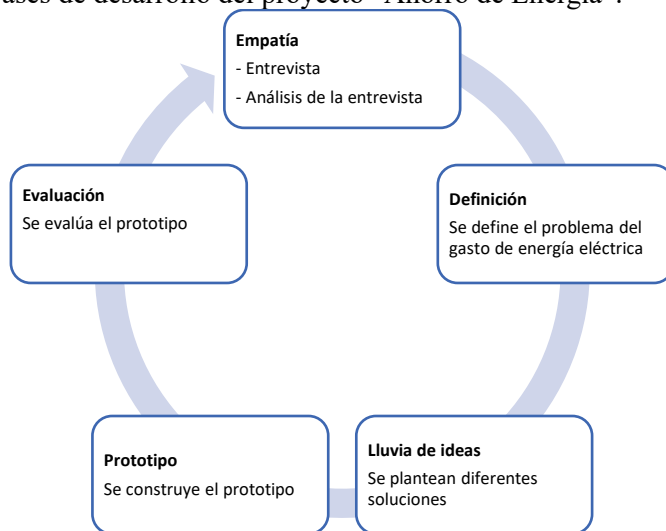 ases de desarrollo del proyecto "Ahorro de Energía".
Empatía
- Entrevista
- Análisis de la entrevista
Definición
Se define el problema del
gasto de energía eléctrica
Lluvia de ideas
Se plantean diferentes
soluciones
Prototipo
Se construye el prototipo
Evaluación
Se evalúa el prototipo